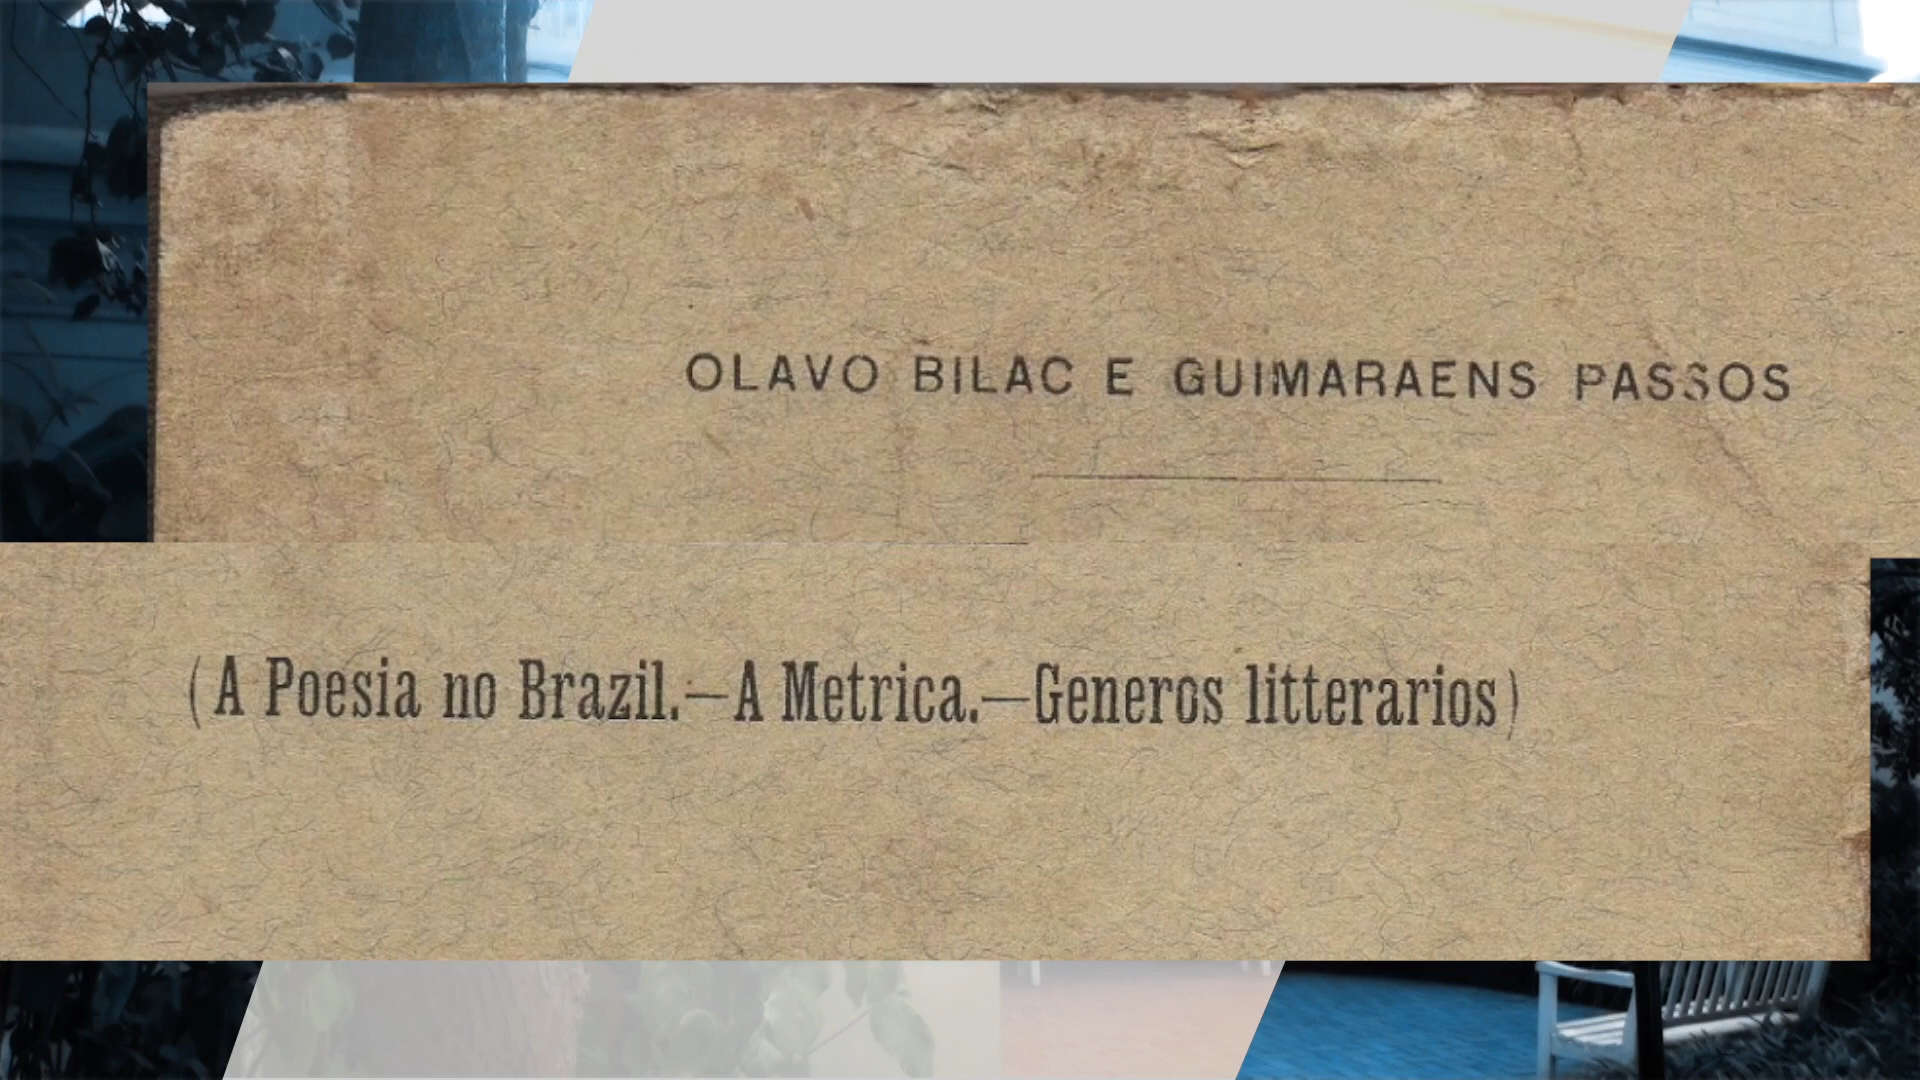 OLAVO BILAC E GUIMARAENS PASSOS
(A Poesia no Brazil.—A Metrica.—Generos litterarios)